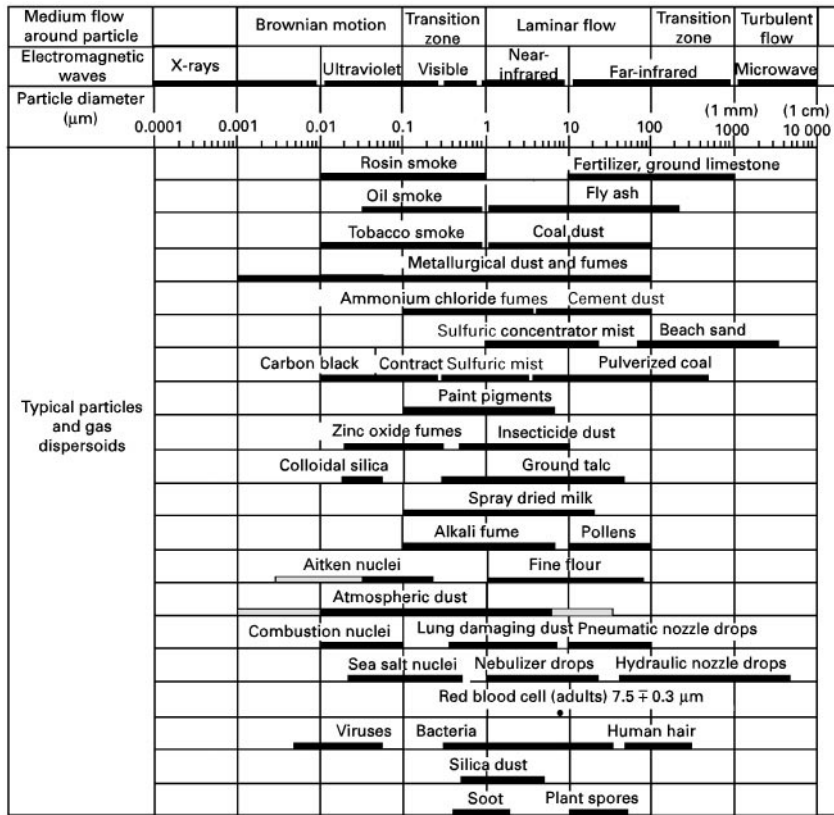 Medium flow around particle
Brownian motion
Transition zone
Laminar flow
Transition zone
Turbulent flow
Electromagnetic waves
X-rays
Ultraviolet
Visible
Near-infrared
Far-infrared
Microwave
Particle diameter (μm)
(1 mm) (1 cm)
0.0001 0.001 0.01 0.1 1 10 100 1000 10 000
Typical particles and gas dispersoids
Rosin smoke Fertilizer, ground limestone
Oil smoke Fly ash
Tobacco smoke Coal dust
Metallurgical dust and fumes
Ammonium chloride fumes Cement dust
Sulfuric concentrator mist Beach sand
Carbon black Contract Sulfuric mist Pulverized coal
Paint pigments
Zinc oxide fumes Insecticide dust
Colloidal silica Ground talc
Spray dried milk
Alkali fume Pollens
Aitken nuclei Fine flour
Atmospheric dust
Combustion nuclei Lung damaging dust Pneumatic nozzle drops
Sea salt nuclei Nebulizer drops Hydraulic nozzle drops
Red blood cell (adults) 7.5 ∓ 0.3 μm
Viruses Bacteria Human hair
Silica dust
Soot Plant spores